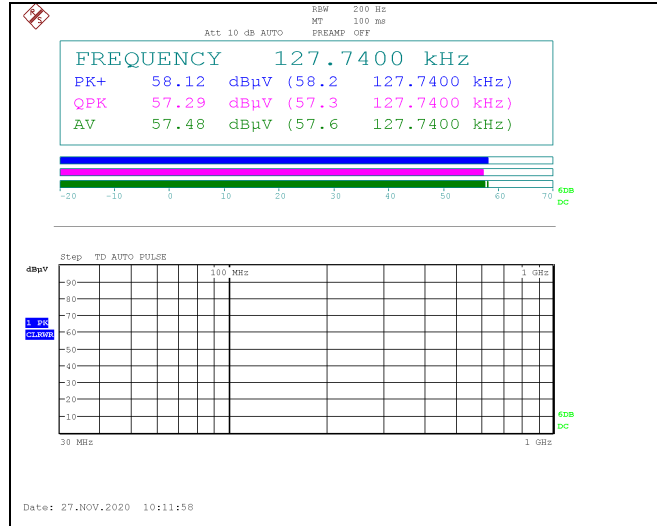 R S
RBW 200 Hz
MT 100 ms
Att 10 dB AUTO PREAMP OFF
FREQUENCY 127.7400 kHz
PK+ 58.12 dBµV (58.2 127.7400 kHz)
QPK 57.29 dBµV (57.3 127.7400 kHz)
AV 57.48 dBµV (57.6 127.7400 kHz)
-20 -10 0 10 20 30 40 50 60 70
6DB
DC
Step TD AUTO PULSE
dBµV
100 MHz 1 GHz
90
80
70
1 PK
60
CLRWR
50
40
30
20
10
6DB
DC
30 MHz 1 GHz
Date: 27.NOV.2020 10:11:58